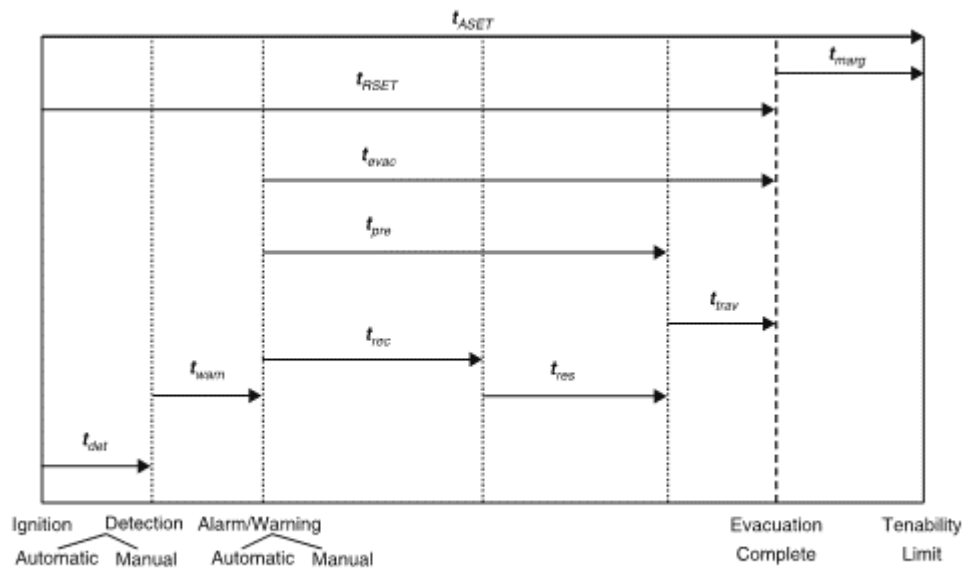 tASET
tmarg
tRSET
tevac
tpre
ttrav
trec
twarn
tres
tdet
Ignition Detection Alarm/Warning Evacuation Tenability
Automatic Manual Automatic Manual Complete Limit